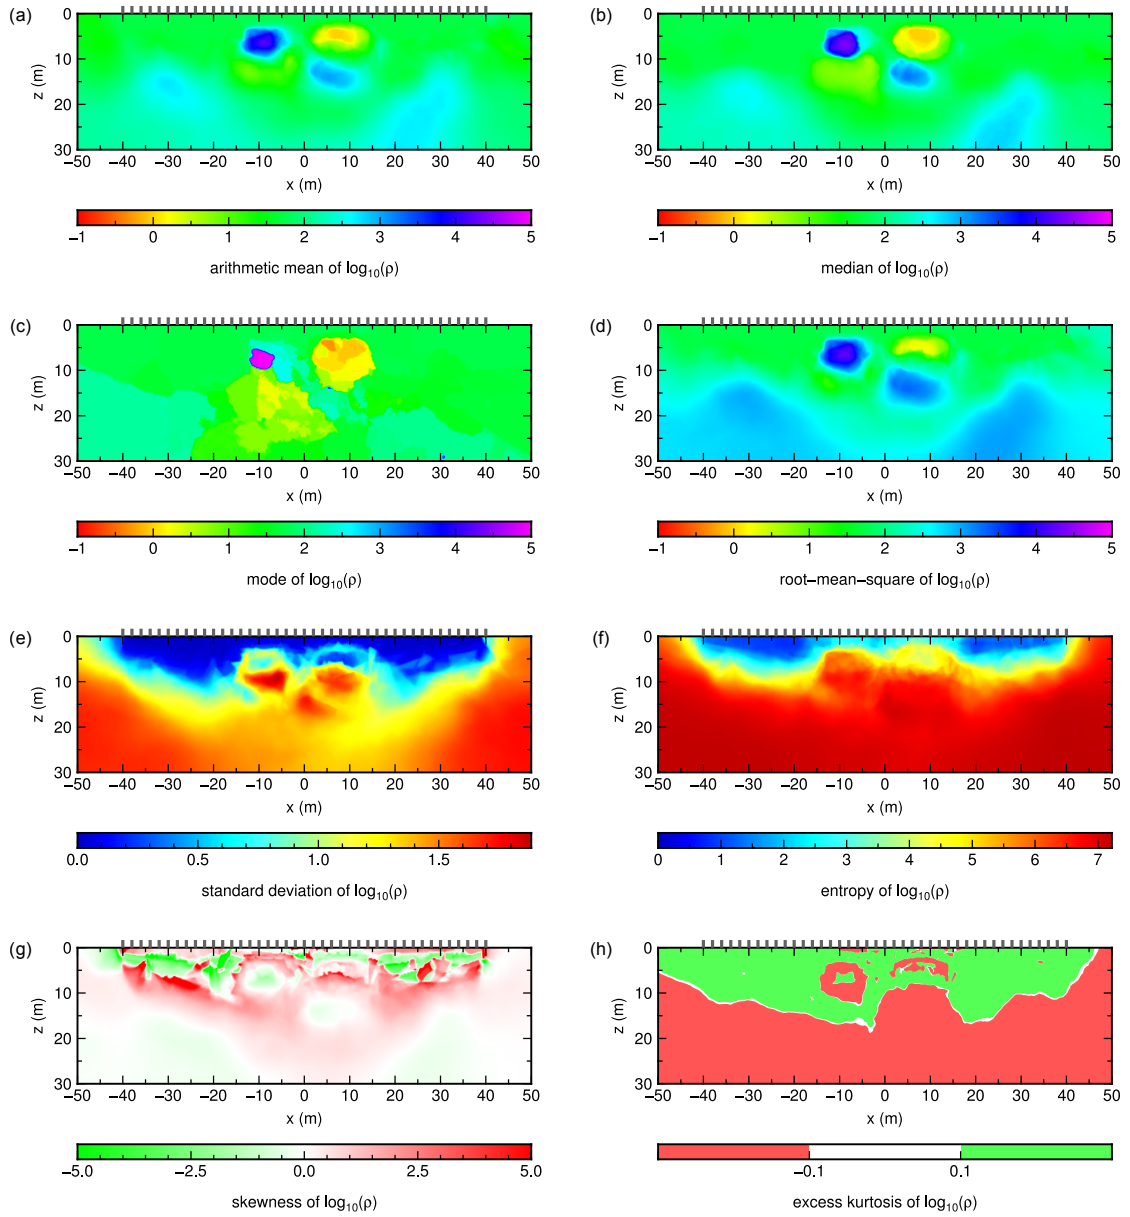 (a)
0
10
20
30
z (m)
−50 −40 −30 −20 −10 0 10 20 30 40 50
x (m)
−1 0 1 2 3 4 5
arithmetic mean of log10(ρ)
(b)
0
10
20
30
z (m)
−50 −40 −30 −20 −10 0 10 20 30 40 50
x (m)
−1 0 1 2 3 4 5
median of log10(ρ)
(c)
0
10
20
30
z (m)
−50 −40 −30 −20 −10 0 10 20 30 40 50
x (m)
−1 0 1 2 3 4 5
mode of log10(ρ)
(d)
0
10
20
30
z (m)
−50 −40 −30 −20 −10 0 10 20 30 40 50
x (m)
−1 0 1 2 3 4 5
root−mean−square of log10(ρ)
(e)
0
10
20
30
z (m)
−50 −40 −30 −20 −10 0 10 20 30 40 50
x (m)
0.0 0.5 1.0 1.5
standard deviation of log10(ρ)
(f)
0
10
20
30
z (m)
−50 −40 −30 −20 −10 0 10 20 30 40 50
x (m)
0 1 2 3 4 5 6 7
entropy of log10(ρ)
(g)
0
10
20
30
z (m)
−50 −40 −30 −20 −10 0 10 20 30 40 50
x (m)
−5.0 −2.5 0.0 2.5 5.0
skewness of log10(ρ)
(h)
0
10
20
30
z (m)
−50 −40 −30 −20 −10 0 10 20 30 40 50
x (m)
−0.1 0.1
excess kurtosis of log10(ρ)